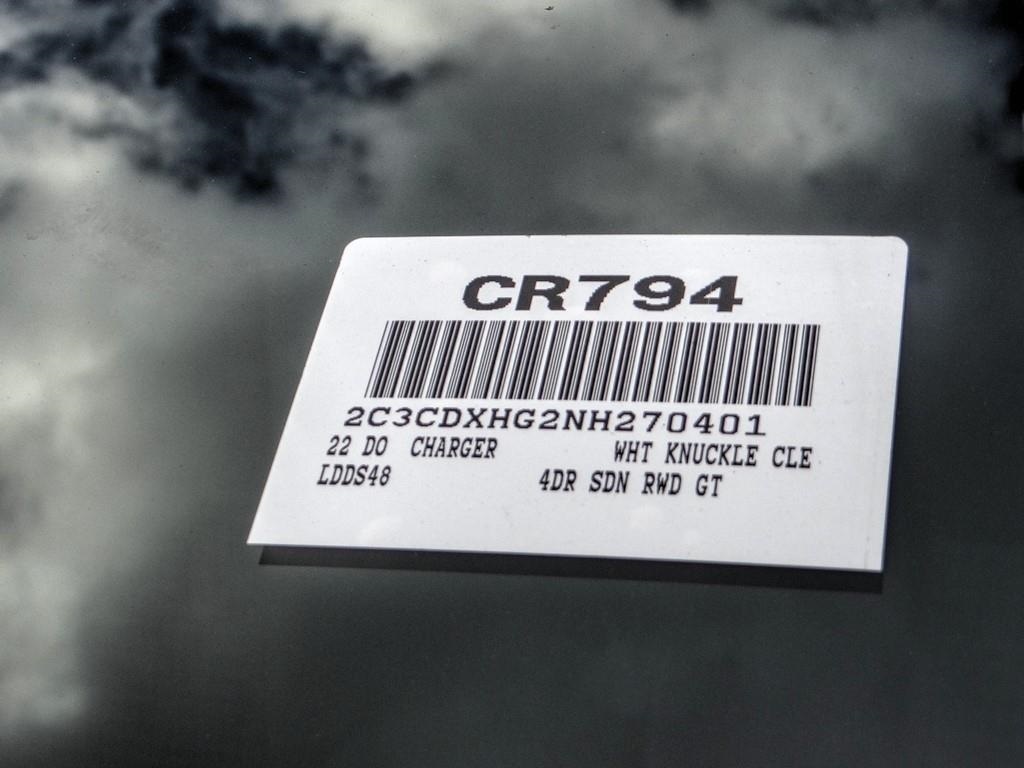 CR794
2C3CDXHG2NH270401
22 DO CHARGER WHT KNUCKLE CLE
LDDS48 4DR SDN RWD GT